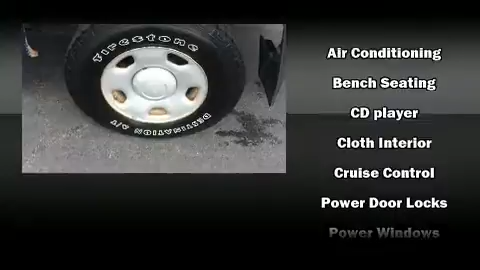 Firestone
DESTINATION A/T
Air Conditioning
Bench Seating
CD player
Cloth Interior
Cruise Control
Power Door Locks
Power Windows